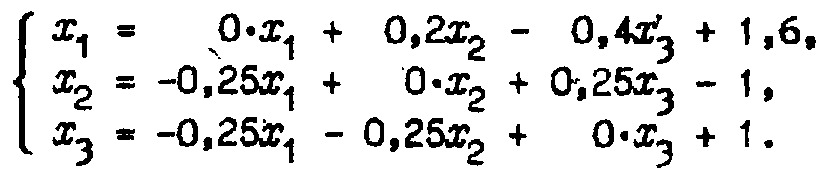 x₁ = 0·x₁ + 0,2x₂ - 0,4x₃ + 1,6,
x₂ = -0,25x₁ + 0·x₂ + 0,25x₃ - 1,
x₃ = -0,25x₁ - 0,25x₂ + 0·x₃ + 1.